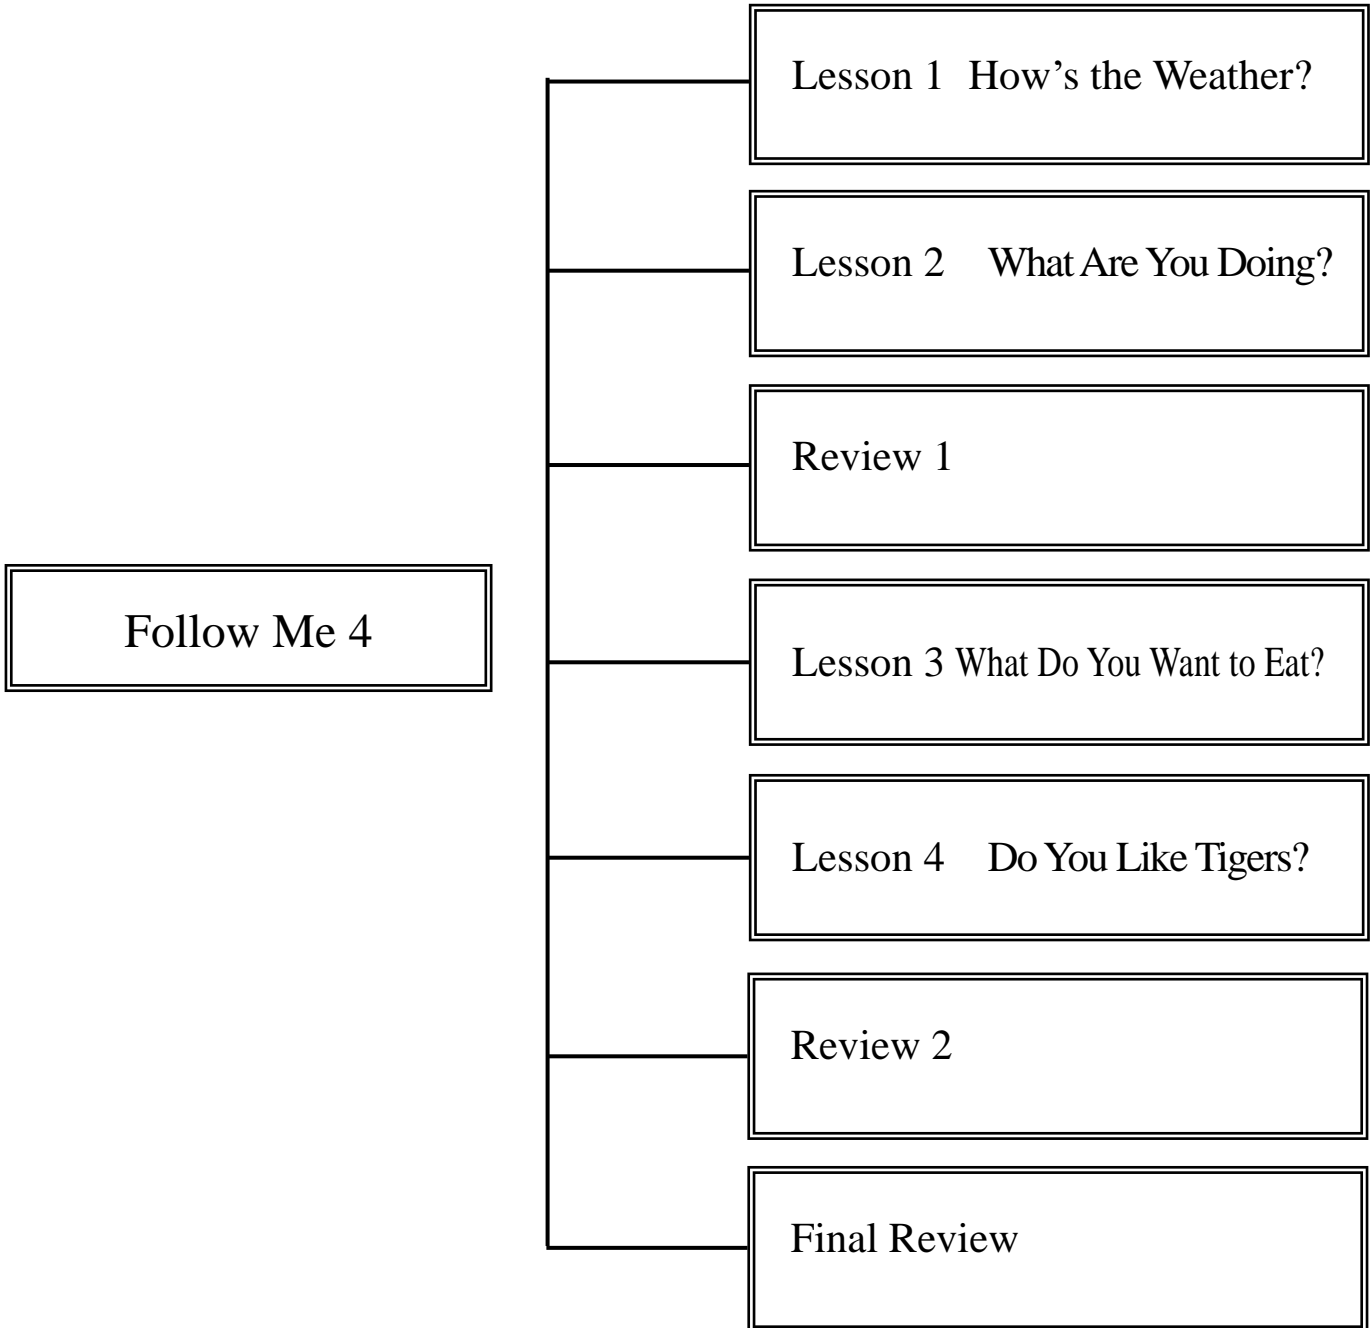 Lesson 1 How’s the Weather?
Lesson 2 What Are You Doing?
Review 1
Follow Me 4
Lesson 3 What Do You Want to Eat?
Lesson 4 Do You Like Tigers?
Review 2
Final Review